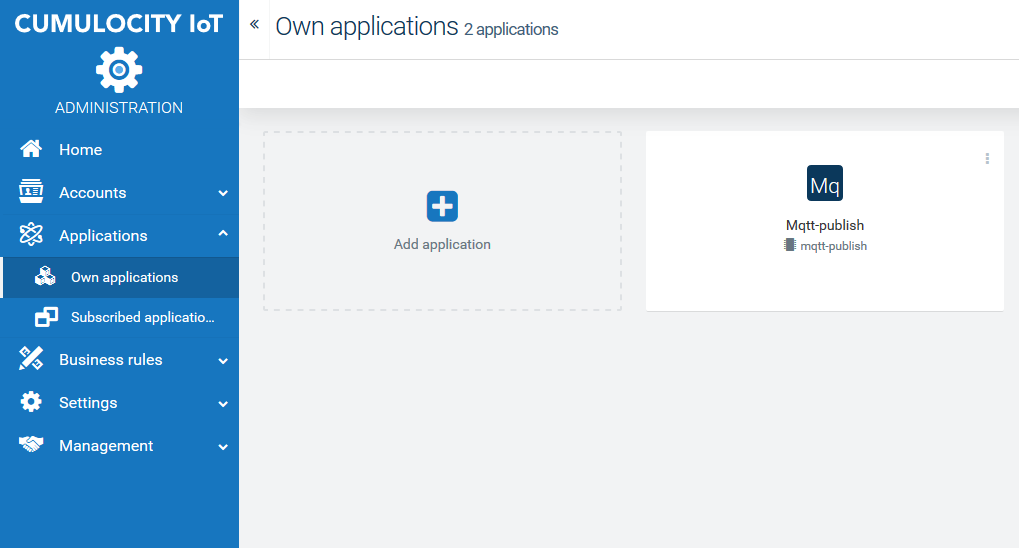 CUMULOCITY IoT
ADMINISTRATION
Home
Accounts
Applications
Own applications
Subscribed applicatio...
Business rules
Settings
Management
« Own applications 2 applications
Add application
Mq
Mqtt-publish
mqtt-publish